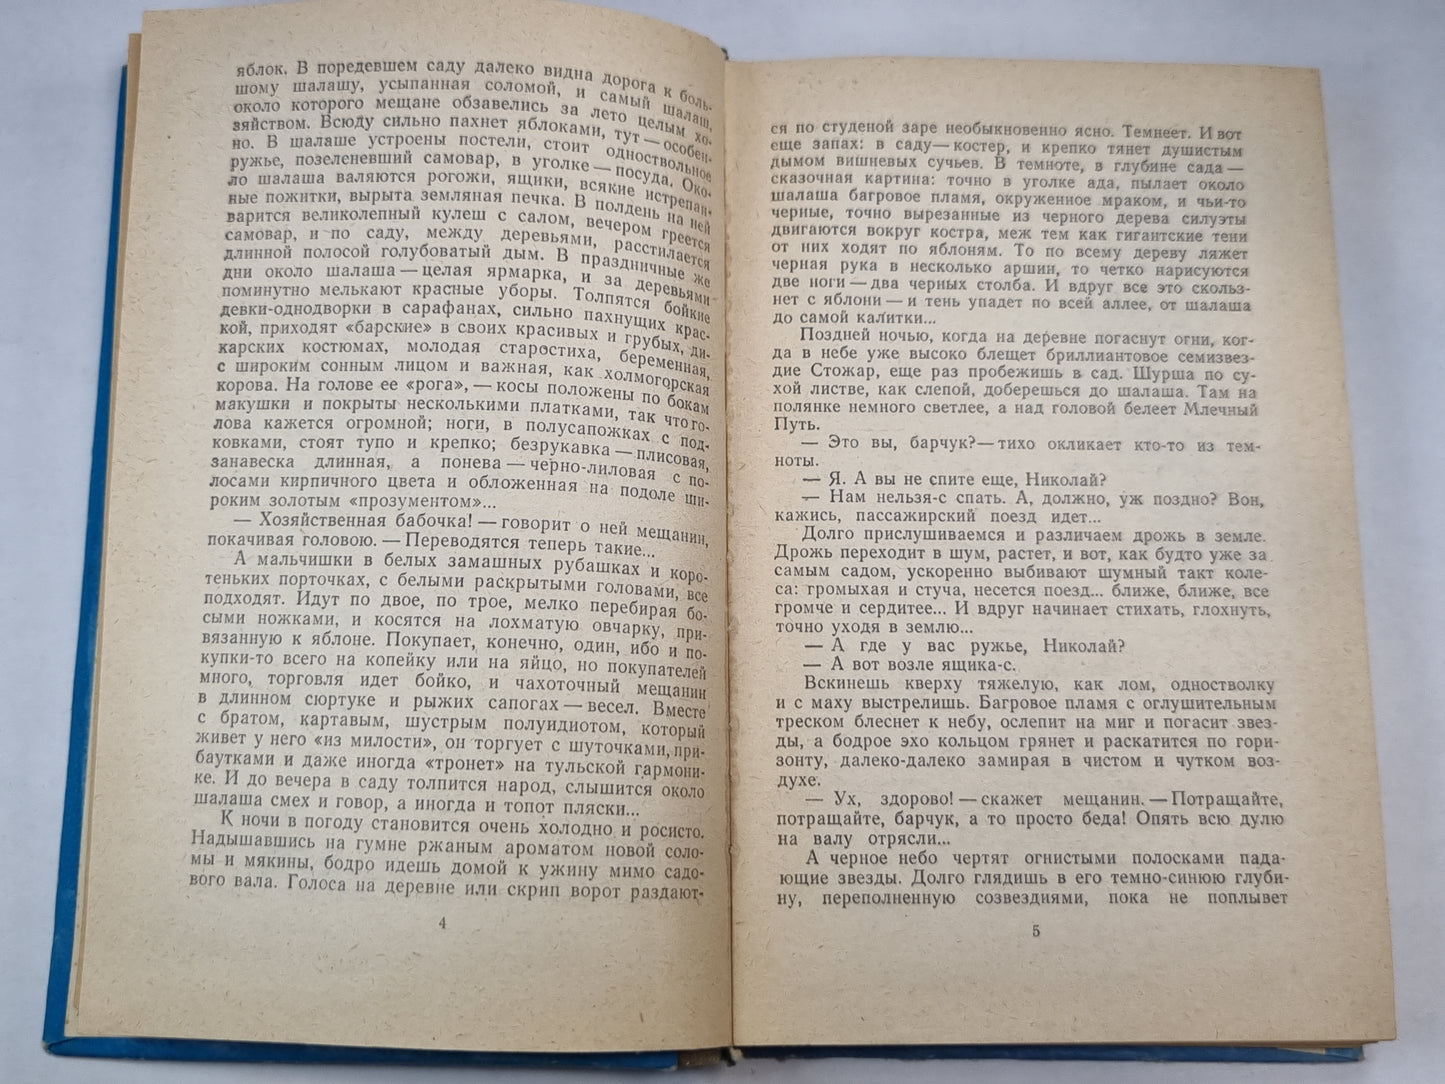 яблок. В поредевшем саду далеко видна дорога к боль-
шому шалашу, усыпанная соломой, и самый шалаш,
около которого мещане обзавелись за лето целым хо-
зяйством. Всюду сильно пахнет яблоками, тут — особен-
но. В шалаше устроены постели, стоит одноствольное
ружье, позеленевший самовар, в уголке — посуда. Око-
ло шалаша валяются рогожи, ящики, всякие истрепан-
ные пожитки, вырыта земляная печка. В полдень на ней
варится великолепный кулеш с салом, вечером греется
самовар, и по саду, между деревьями, расстилается
длинной полосой голубоватый дым. В праздничные же
дни около шалаша — целая ярмарка, и за деревьями
поминутно мелькают красные уборы. Толпятся бойкие
девки-однодворки в сарафанах, сильно пахнущих крас-
кой, приходят «барские» в своих красивых и грубых, ди-
карских костюмах, молодая старостиха, беременная,
с широким сонным лицом и важная, как холмогорская
корова. На голове ее «рога», — косы положены по бокам
макушки и покрыты несколькими платками, так что го-
лова кажется огромной; ноги, в полусапожках с под-
ковками, стоят тупо и крепко; безрукавка — плисовая,
занавеска длинная, а понева — черно-лиловая с по-
лосами кирпичного цвета и обложенная на подоле ши-
роким золотым «прозументом»...
— Хозяйственная бабочка! — говорит о ней мещанин,
покачивая головою. — Переводятся теперь такие...
А мальчишки в белых замашных рубашках и коро-
теньких порточках, с белыми раскрытыми головами, все
подходят. Идут по двое, по трое, мелко перебирая бо-
сыми ножками, и косятся на лохматую овчарку, при-
вязанную к яблоне. Покупает, конечно, один, ибо и по-
купки-то всего на копейку или на яйцо, но покупателей
много, торговля идет бойко, и чахоточный мещанин
в длинном сюртуке и рыжих сапогах — весел. Вместе
с братом, картавым, шустрым полуидиотом, который
живет у него «из милости», он торгует с шуточками, при-
баутками и даже иногда «тронет» на тульской гармони-
ке. И до вечера в саду толпится народ, слышится около
шалаша смех и говор, а иногда и топот пляски...
К ночи в погоду становится очень холодно и росисто.
Надышавшись на гумне ржаным ароматом новой соло-
мы и мякины, бодро идешь домой к ужину мимо садо-
вого вала. Голоса на деревне или скрип ворот раздают-
4
ся по студеной заре необыкновенно ясно. Темнеет. И вот
еще запах: в саду — костер, и крепко тянет душистым
дымом вишневых сучьев. В темноте, в глубине сада —
сказочная картина: точно в уголке ада, пылает около
шалаша багровое пламя, окруженное мраком, и чьи-то
черные, точно вырезанные из черного дерева силуэты
двигаются вокруг костра, меж тем как гигантские тени
от них ходят по яблоням. То по всему дереву ляжет
черная рука в несколько аршин, то четко нарисуются
две ноги — два черных столба. И вдруг все это скольз-
нет с яблони — и тень упадет по всей аллее, от шалаша
до самой калитки...
Поздней ночью, когда на деревне погаснут огни, ког-
да в небе уже высоко блещет бриллиантовое семизвез-
дие Стожар, еще раз пробежишь в сад. Шурша по су-
хой листве, как слепой, доберешься до шалаша. Там на
полянке немного светлее, а над головой белеет Млечный
Путь.
— Это вы, барчук? — тихо окликает кто-то из тем-
ноты.
— Я. А вы не спите еще, Николай?
— Нам нельзя-с спать. А, должно, уж поздно? Вон,
кажись, пассажирский поезд идет...
Долго прислушиваемся и различаем дрожь в земле.
Дрожь переходит в шум, растет, и вот, как будто уже за
самым садом, ускоренно выбивают шумный такт коле-
са: громыхая и стуча, несется поезд... ближе, ближе, все
громче и сердитее... И вдруг начинает стихать, глохнуть,
точно уходя в землю...
— А где у вас ружье, Николай?
— А вот возле ящика-с.
Вскинешь кверху тяжелую, как лом, одностволку
и с маху выстрелишь. Багровое пламя с оглушительным
треском блеснет к небу, ослепит на миг и погасит звез-
ды, а бодрое эхо кольцом грянет и раскатится по гори-
зонту, далеко-далеко замирая в чистом и чутком воз-
духе.
— Ух, здорово! — скажет мещанин. — Потращайте,
потращайте, барчук, а то просто беда! Опять всю дулю
на валу отрясли...
А черное небо чертят огнистыми полосками пада-
ющие звезды. Долго глядишь в его темно-синюю глуби-
ну, переполненную созвездиями, пока не поплывет
5